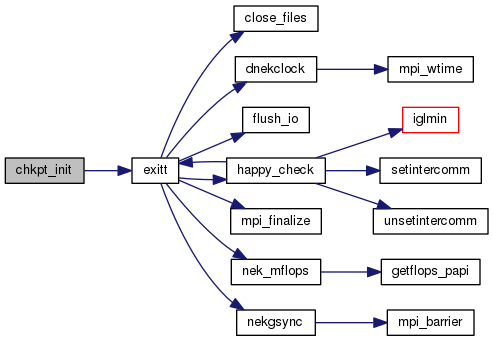 close_files
dnekclock
mpi_wtime
flush_io
iglmin
chkpt_init
exitt
happy_check
setintercomm
mpi_finalize
unsetintercomm
nek_mflops
getflops_papi
nekgsync
mpi_barrier